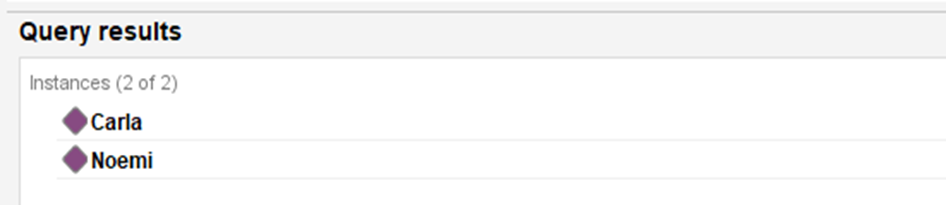 Query results
Instances (2 of 2)
Carla
Noemi